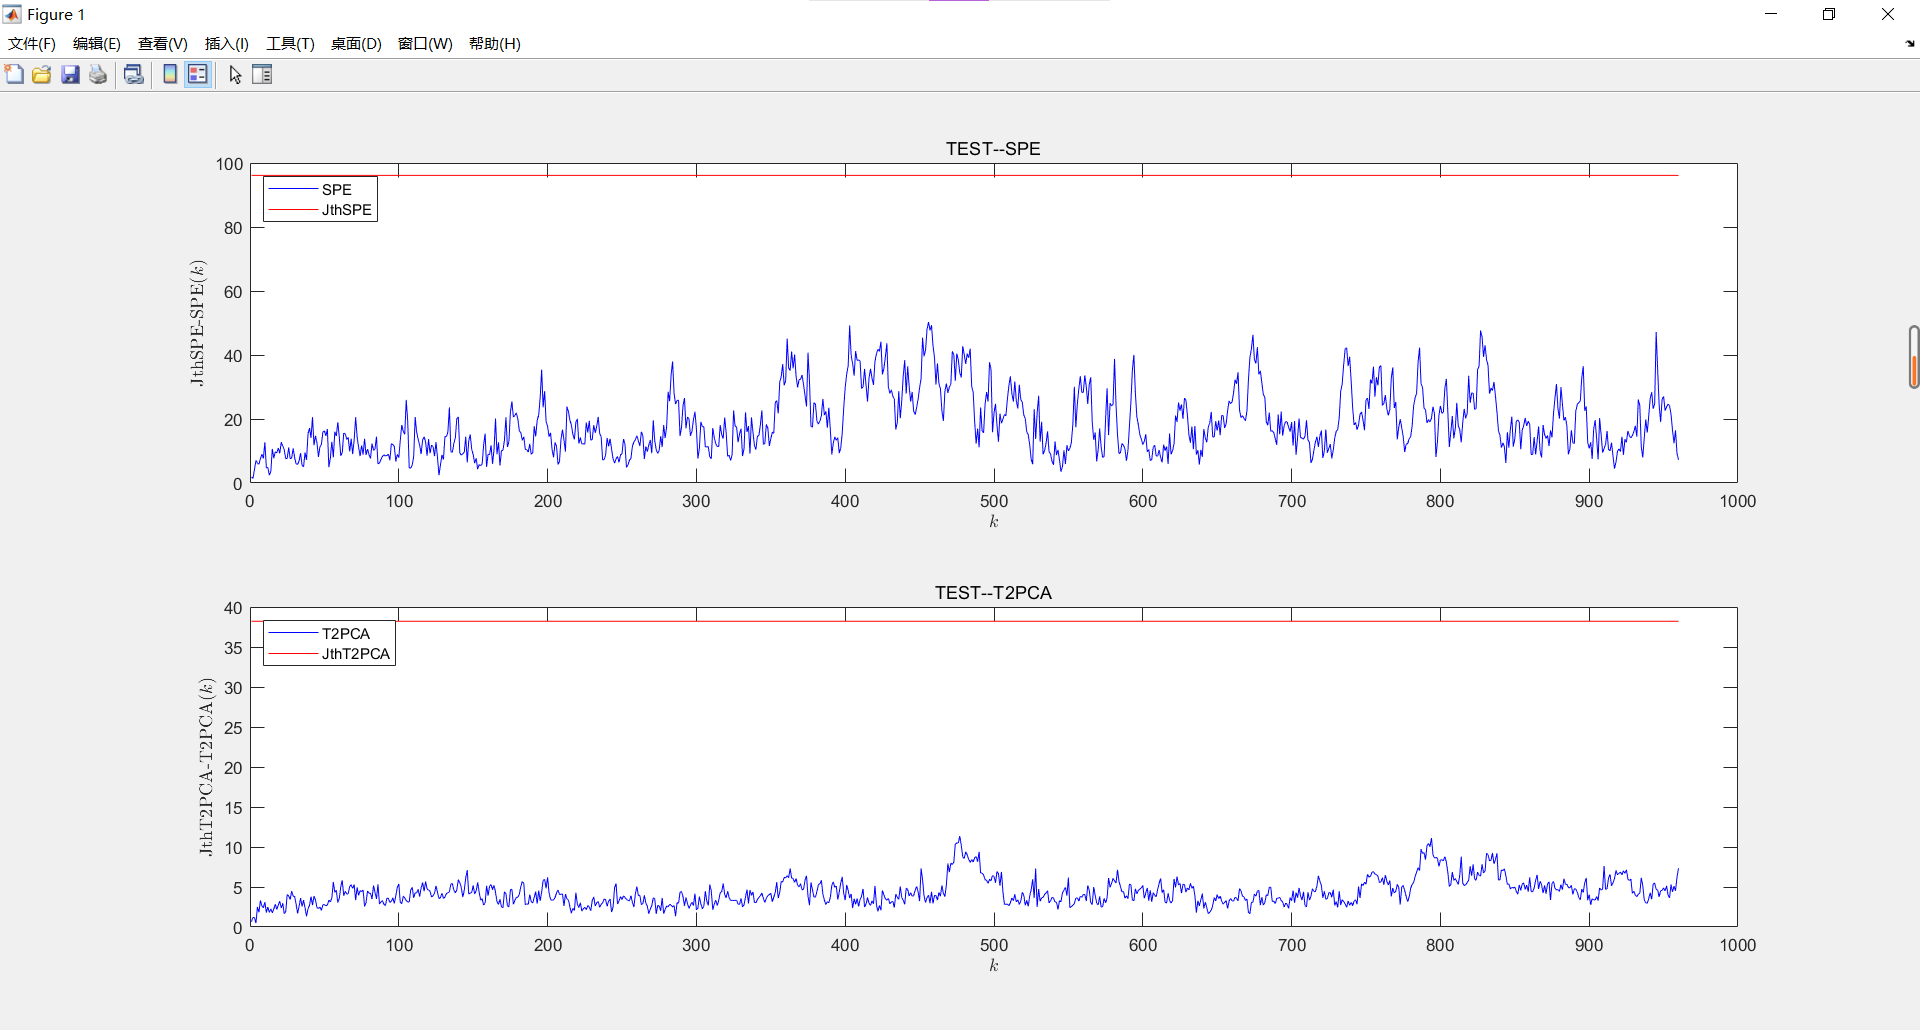 Figure 1
文件(F) 编辑(E) 查看(V) 插入(I) 工具(T) 桌面(D) 窗口(W) 帮助(H)
TEST--SPE
SPE
JthSPE
JthSPE-SPE(k)
100
80
60
40
20
0
0 100 200 300 400 500 600 700 800 900 1000
k
TEST--T2PCA
T2PCA
JthT2PCA
JthT2PCA-T2PCA(k)
40
35
30
25
20
15
10
5
0
0 100 200 300 400 500 600 700 800 900 1000
k